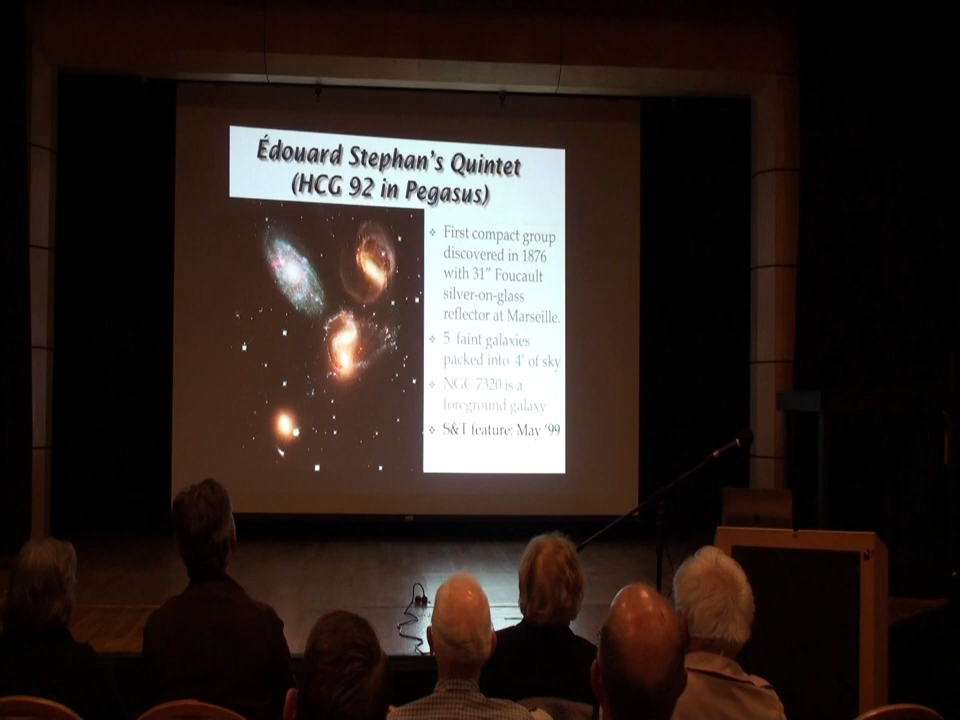 Édouard Stephan's Quintet
(HCG 92 in Pegasus)
❖ First compact group
discovered in 1876
with 31" Foucault
silver-on-glass
reflector at Marseille.
❖ 5 faint galaxies
packed into 4' of sky
❖ NGC 7320 is a
foreground galaxy
❖ S&T feature: May '99